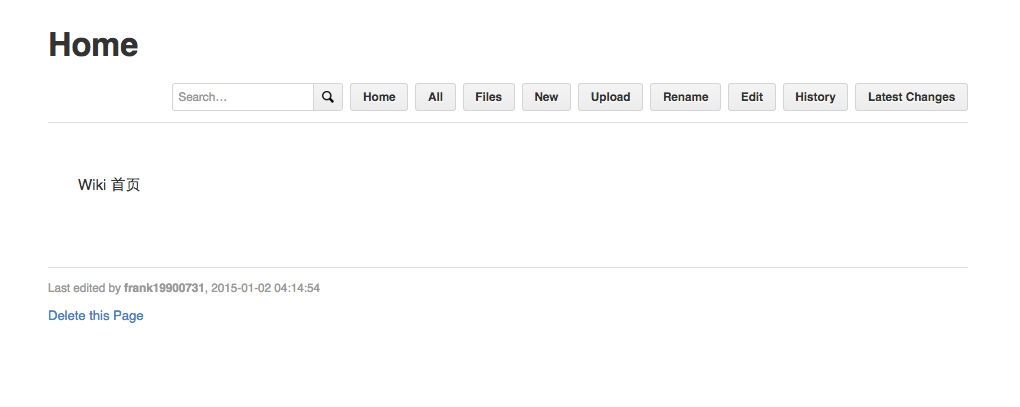 Home
Search... Home All Files New Upload Rename Edit History Latest Changes
Wiki 首页
Last edited by frank19900731, 2015-01-02 04:14:54
Delete this Page